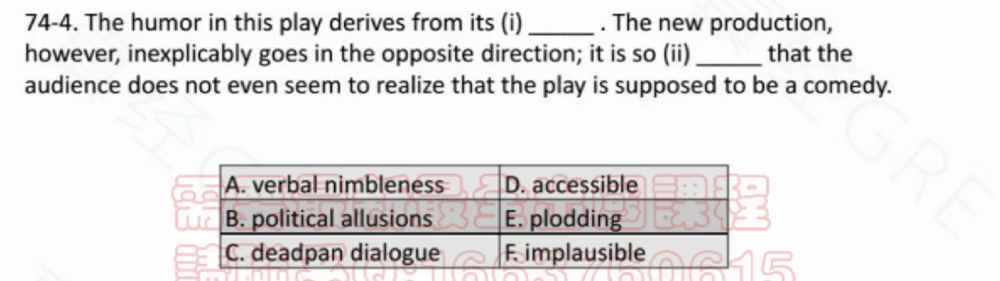 74-4. The humor in this play derives from its (i) _____ . The new production,
however, inexplicably goes in the opposite direction; it is so (ii) _____ that the
audience does not even seem to realize that the play is supposed to be a comedy.
A. verbal nimbleness D. accessible
B. political allusions E. plodding
C. deadpan dialogue F. implausible
GRE